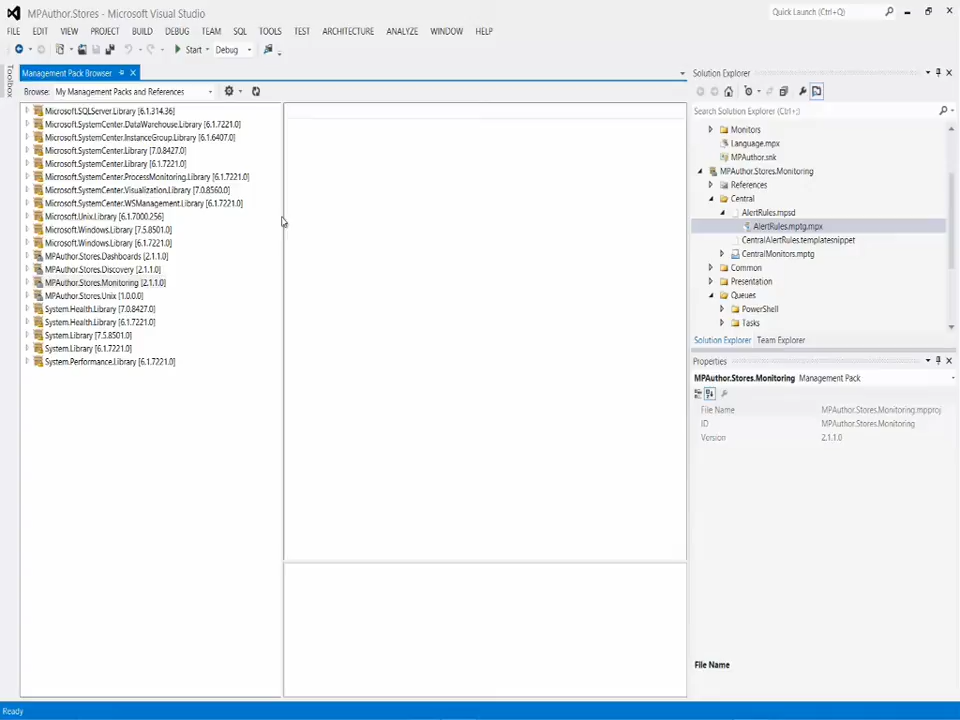 MPAuthor.Stores - Microsoft Visual Studio
Quick Launch (Ctrl+Q)
FILE EDIT VIEW PROJECT BUILD DEBUG TEAM SQL TOOLS TEST ARCHITECTURE ANALYZE WINDOW HELP
Start Debug
Toolbox
Management Pack Browser
Browse: My Management Packs and References
Microsoft.SQLServer.Library [6.1.314.36]
Microsoft.SystemCenter.DataWarehouse.Library [6.1.7221.0]
Microsoft.SystemCenter.InstanceGroup.Library [6.1.6407.0]
Microsoft.SystemCenter.Library [7.0.8427.0]
Microsoft.SystemCenter.Library [6.1.7221.0]
Microsoft.SystemCenter.ProcessMonitoring.Library [6.1.7221.0]
Microsoft.SystemCenter.Visualization.Library [7.0.8560.0]
Microsoft.SystemCenter.WSManagement.Library [6.1.7221.0]
Microsoft.Unix.Library [6.1.7000.256]
Microsoft.Windows.Library [7.5.8501.0]
Microsoft.Windows.Library [6.1.7221.0]
MPAuthor.Stores.Dashboards [2.1.1.0]
MPAuthor.Stores.Discovery [2.1.1.0]
MPAuthor.Stores.Monitoring [2.1.1.0]
MPAuthor.Stores.Unix [1.0.0.0]
System.Health.Library [7.0.8427.0]
System.Health.Library [6.1.7221.0]
System.Library [7.5.8501.0]
System.Library [6.1.7221.0]
System.Performance.Library [6.1.7221.0]
Solution Explorer
Search Solution Explorer (Ctrl+;)
Monitors
Language.mpx
MPAuthor.snk
MPAuthor.Stores.Monitoring
References
Central
AlertRules.mpsd
AlertRules.mptg.mpx
CentralAlertRules.templatesnippet
CentralMonitors.mptg
Common
Presentation
Queues
PowerShell
Tasks
Solution Explorer Team Explorer
Properties
MPAuthor.Stores.Monitoring Management Pack
File Name MPAuthor.Stores.Monitoring.mpproj
ID MPAuthor.Stores.Monitoring
Version 2.1.1.0
File Name
Ready